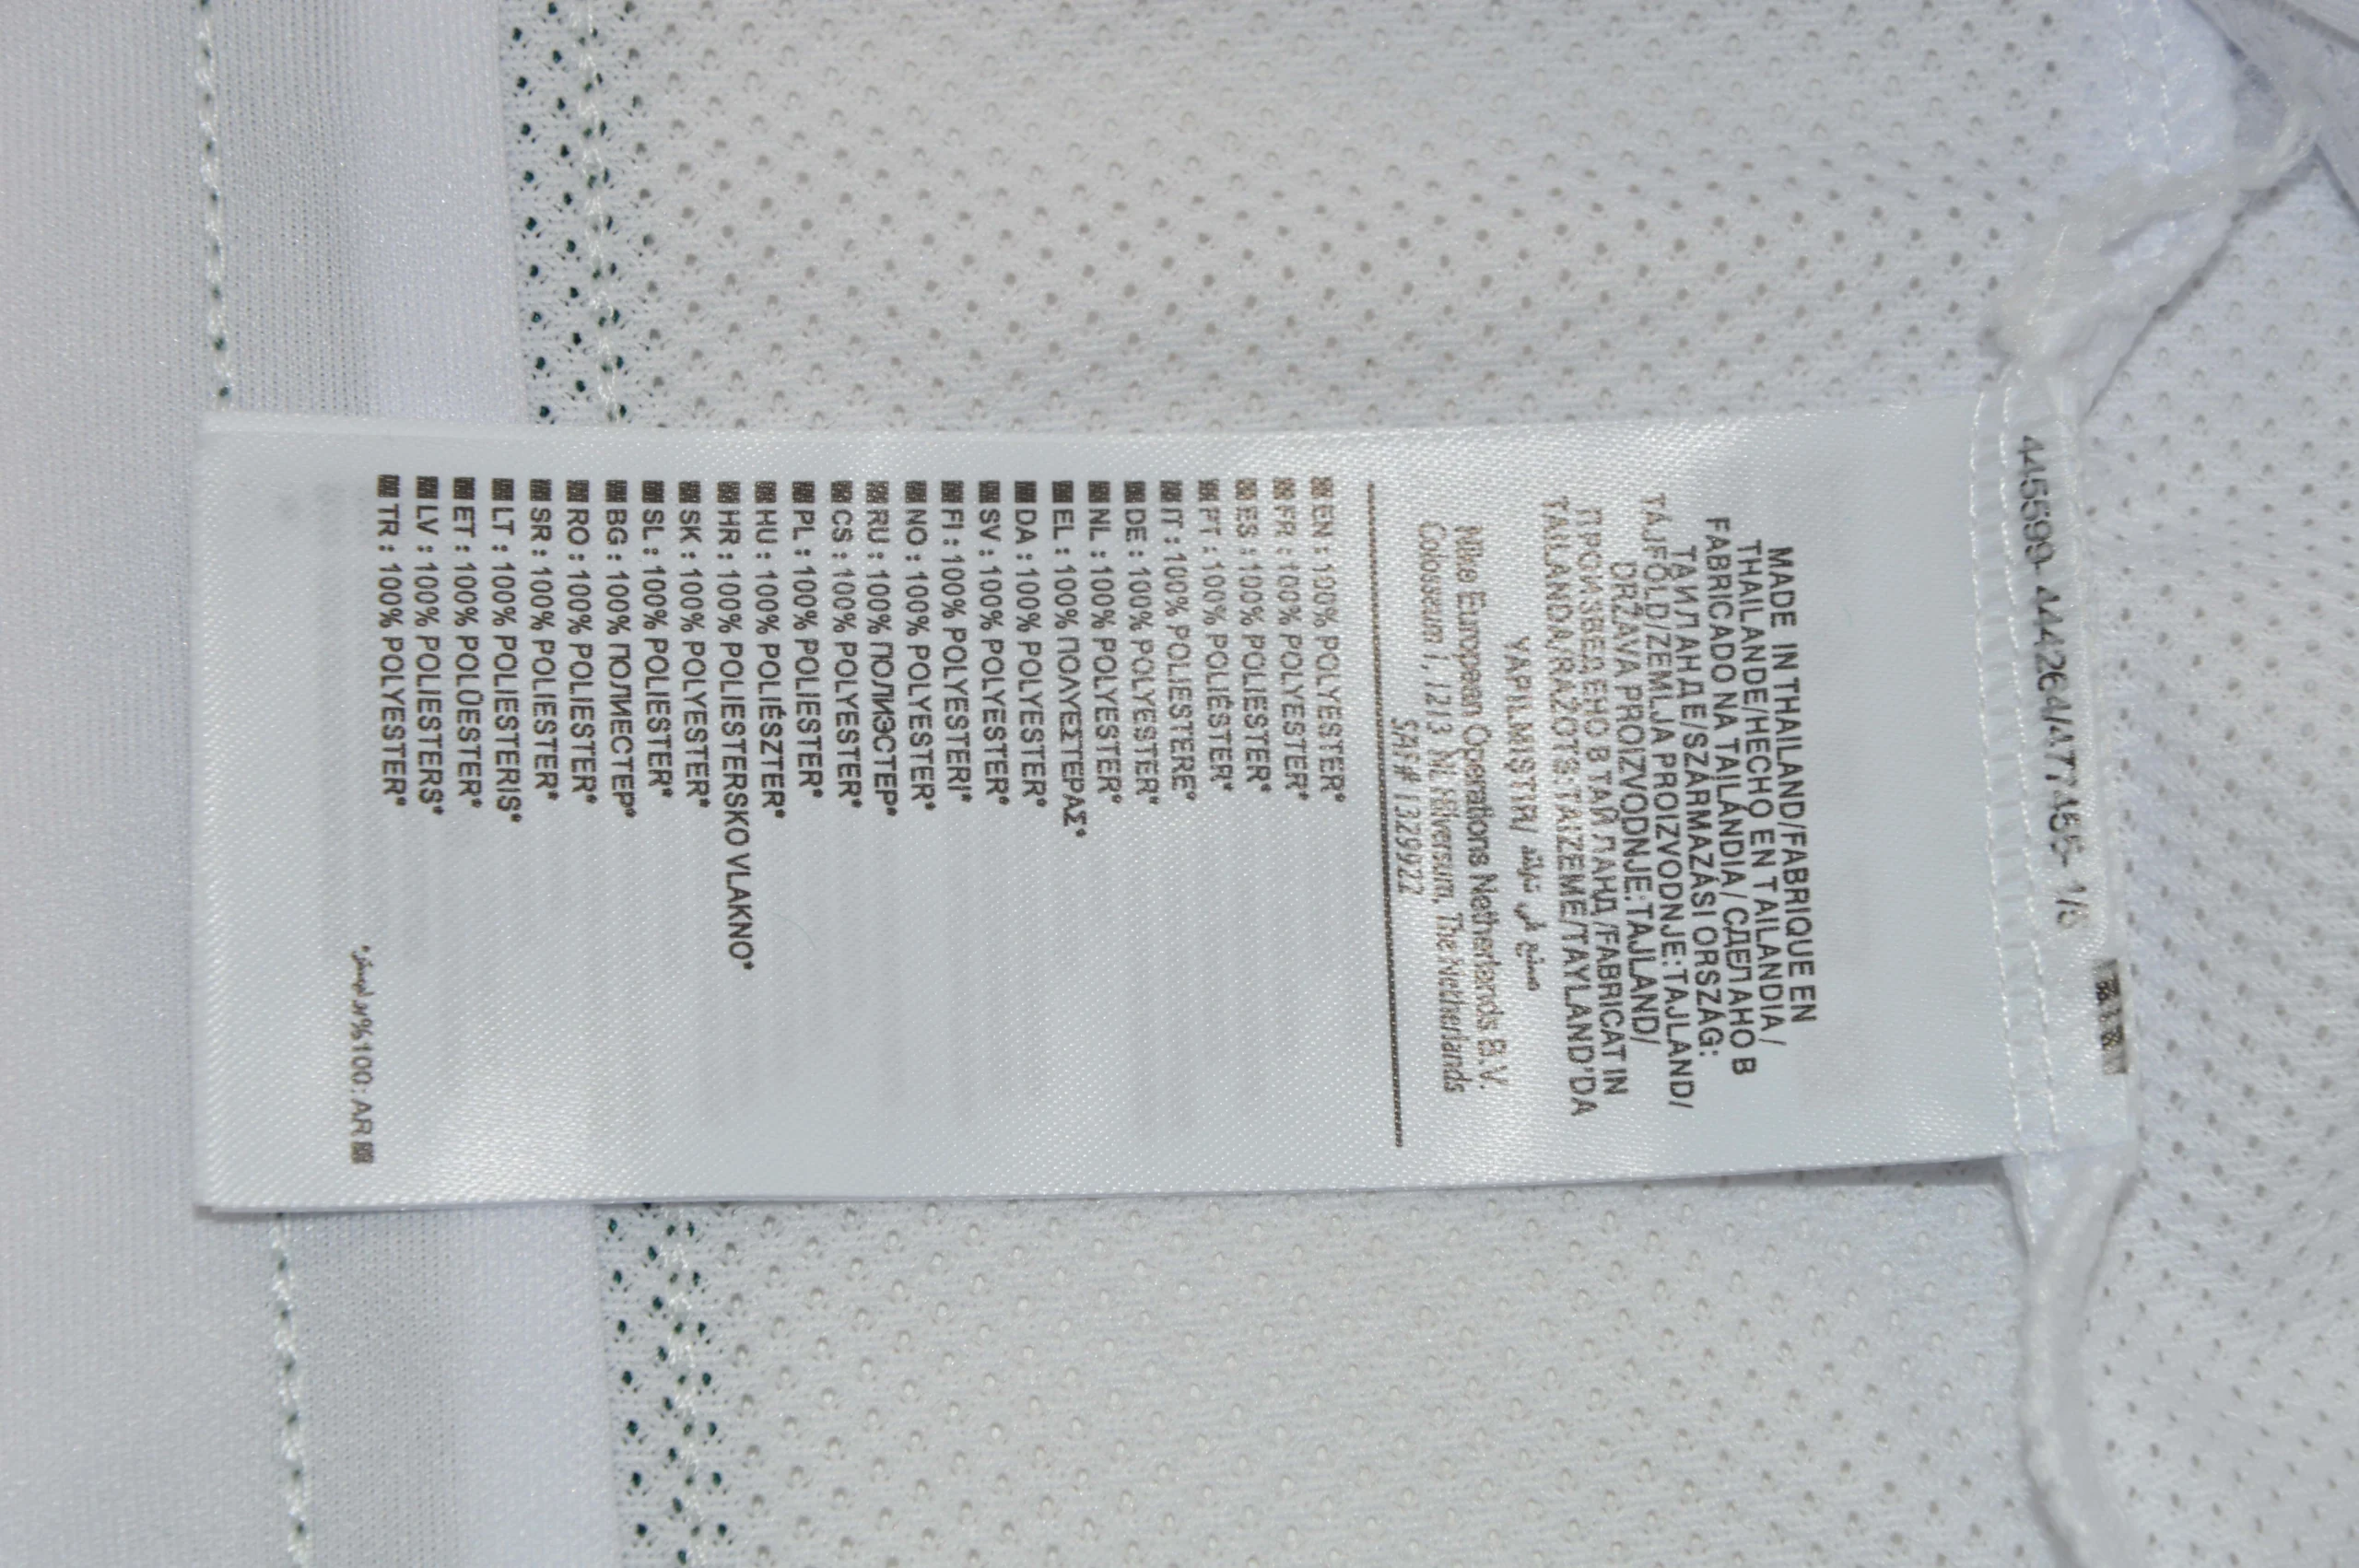 44599-444264/477455- 1/5
MADE IN THAILAND/FABRIQUE EN
THAILANDE/HECHO EN TAILANDIA /
FABRICADO NA TAILÂNDIA / СДЕЛАНО В
ТАИЛАНДЕ/SZÁRMAZÁSI ORSZÁG:
TÁJFÖLD/ZEMLJA PROIZVODNJE:TAJLAND/
DRŽAVA PROIZVODNJE:TAJLAND/
ПРОИЗВЕДЕНО В ТАЙЛАНД /FABRICAT IN
TAILANDA/RAŽOTS:TAIZEME/TAYLAND'DA
YAPILMIŞTIR/ صنع في تايلند
Nike European Operations Netherlands B.V.
Colosseum 1, 1213 NL Hilversum, The Netherlands
SAF# 1329922
EN : 100% POLYESTER*
FR : 100% POLYESTER*
ES : 100% POLIESTER*
PT : 100% POLIÉSTER*
IT : 100% POLIESTERE*
DE : 100% POLYESTER*
NL : 100% POLYESTER*
EL : 100% ΠΟΛΥΕΣΤΕΡΑΣ*
DA : 100% POLYESTER*
SV : 100% POLYESTER*
FI : 100% POLYESTERI*
NO : 100% POLYESTER*
RU : 100% ПОЛИЭСТЕР*
CS : 100% POLYESTER*
PL : 100% POLIESTER*
HU : 100% POLIÉSZTER*
HR : 100% POLIESTERSKO VLAKNO*
SK : 100% POLYESTER*
SL : 100% POLIESTER*
BG : 100% ПОЛИЕСТЕР*
RO : 100% POLIESTER*
SR : 100% POLIESTER*
LT : 100% POLIESTERIS*
ET : 100% POLÜESTER*
LV : 100% POLIESTERS*
TR : 100% POLYESTER*
AR : 100% بوليستر*